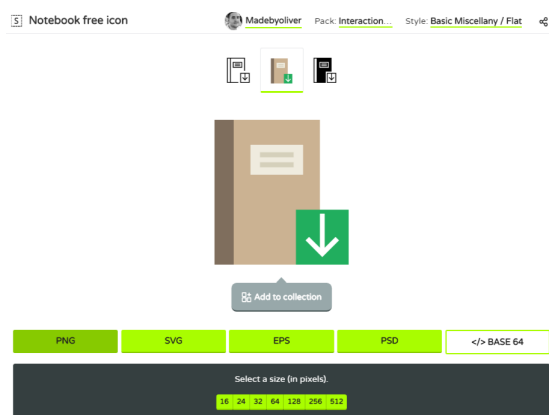 S Notebook free icon Madebyoliver Pack: Interaction... Style: Basic Miscellany / Flat
Add to collection
PNG SVG EPS PSD </> BASE 64
Select a size (in pixels).
16 24 32 64 128 256 512